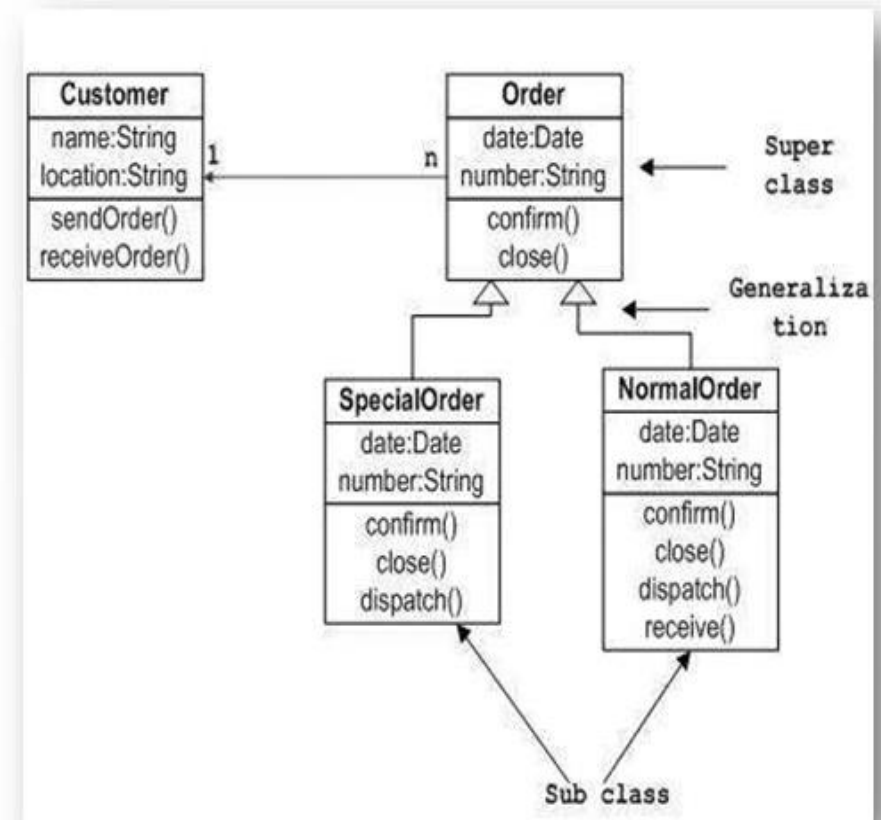 Customer
name:String
location:String
sendOrder()
receiveOrder()
1
n
Order
date:Date
number:String
confirm()
close()
Super
class
Generaliza
tion
SpecialOrder
date:Date
number:String
confirm()
close()
dispatch()
NormalOrder
date:Date
number:String
confirm()
close()
dispatch()
receive()
Sub class